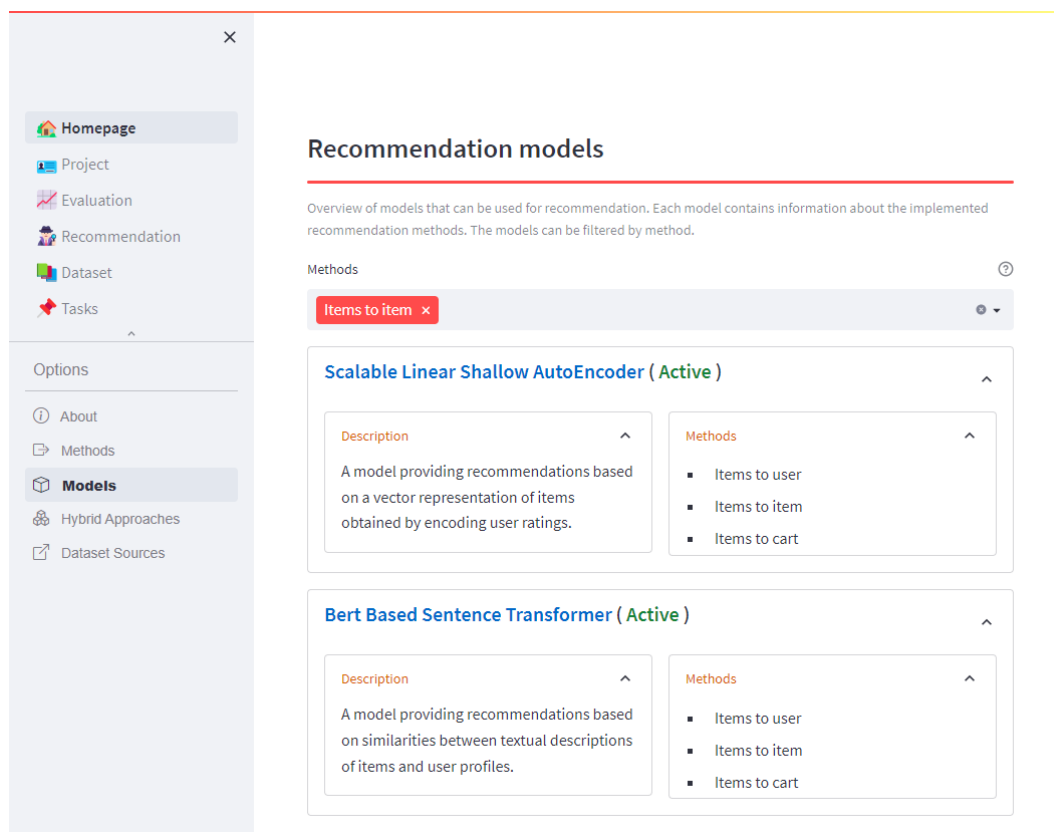 Homepage
Project
Evaluation
Recommendation
Dataset
Tasks
Options
About
Methods
Models
Hybrid Approaches
Dataset Sources
Recommendation models
Overview of models that can be used for recommendation. Each model contains information about the implemented
recommendation methods. The models can be filtered by method.
Methods
Items to item ×
Scalable Linear Shallow AutoEncoder ( Active )
Description
A model providing recommendations based
on a vector representation of items
obtained by encoding user ratings.
Methods
▪ Items to user
▪ Items to item
▪ Items to cart
Bert Based Sentence Transformer ( Active )
Description
A model providing recommendations based
on similarities between textual descriptions
of items and user profiles.
Methods
▪ Items to user
▪ Items to item
▪ Items to cart